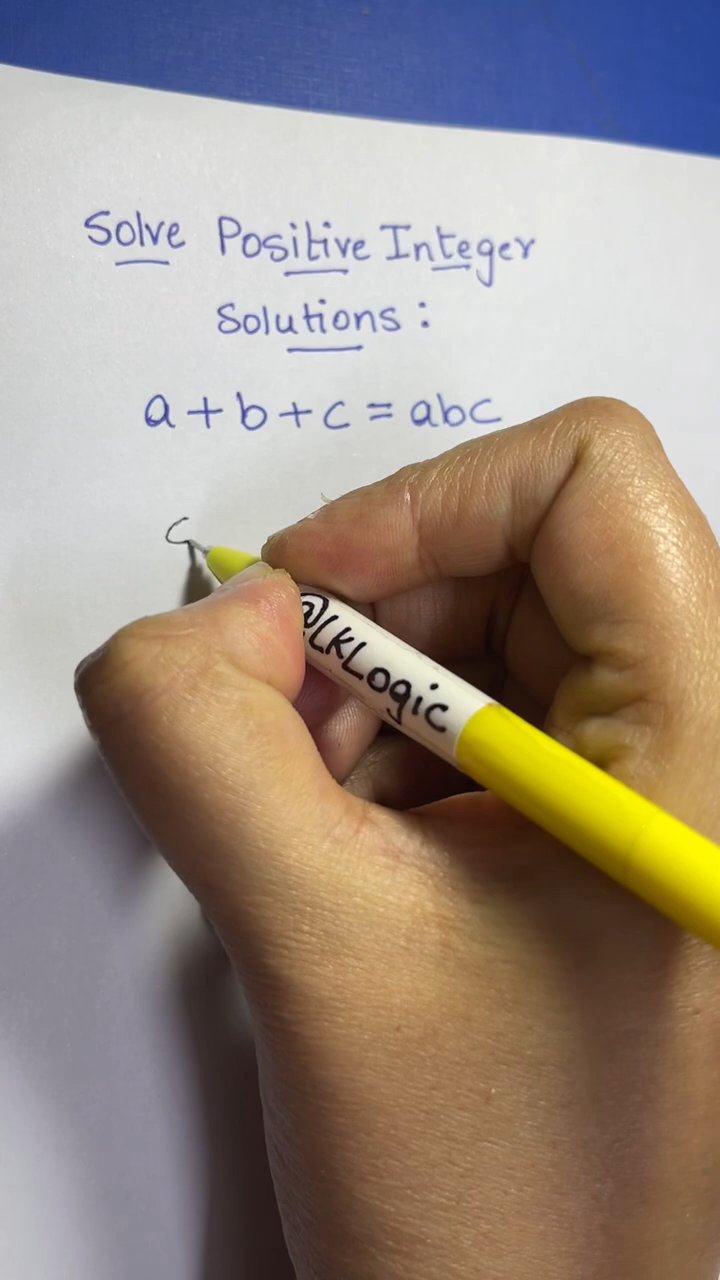 Solve Positive Integer
Solutions :
a + b + c = abc
c
@LKLogic